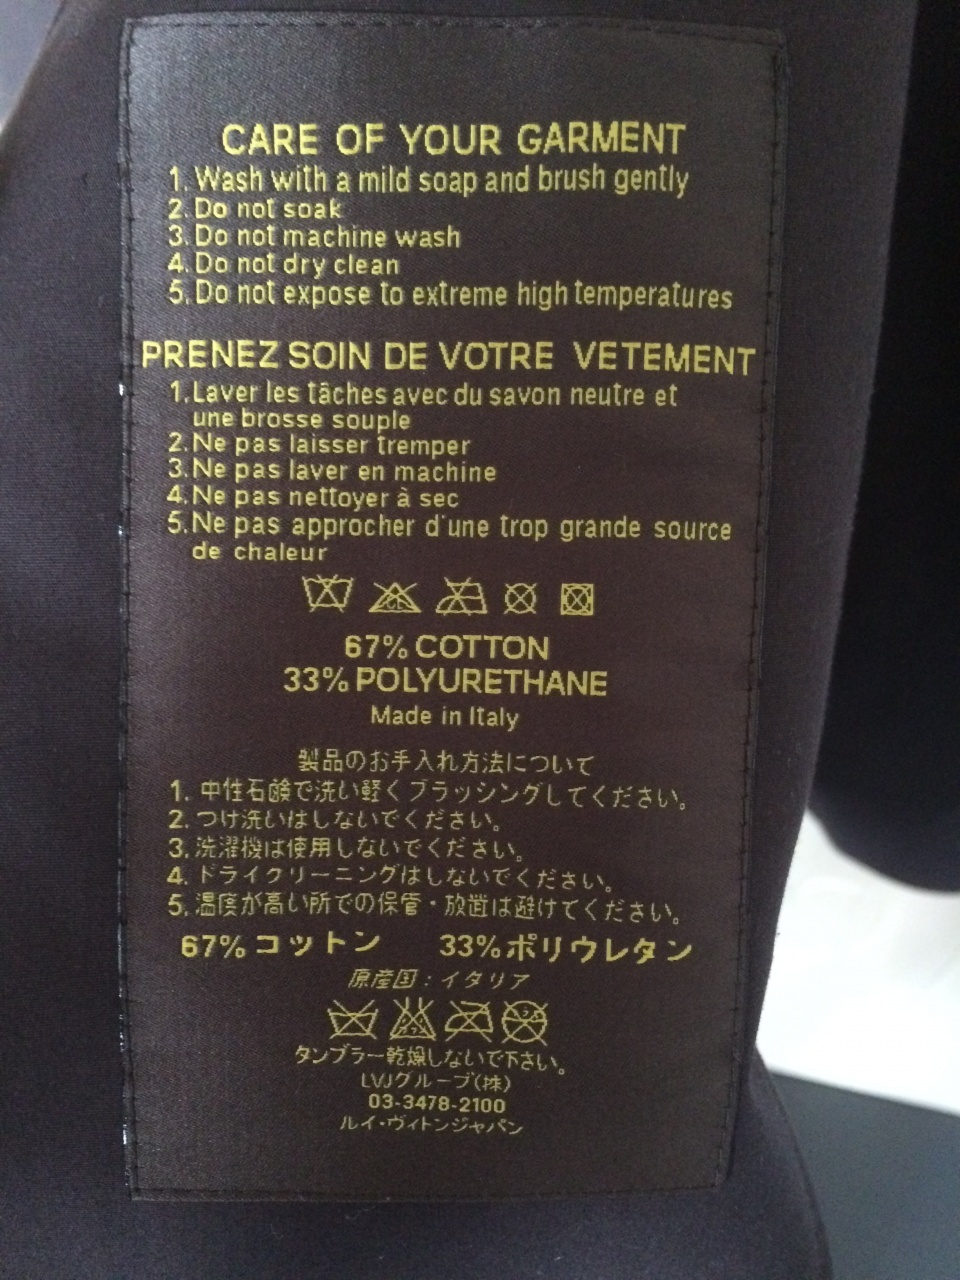 CARE OF YOUR GARMENT
1. Wash with a mild soap and brush gently
2. Do not soak
3. Do not machine wash
4. Do not dry clean
5. Do not expose to extreme high temperatures
PRENEZ SOIN DE VOTRE VETEMENT
1. Laver les tâches avec du savon neutre et
une brosse souple
2. Ne pas laisser tremper
3. Ne pas laver en machine
4. Ne pas nettoyer à sec
5. Ne pas approcher d'une trop grande source
de chaleur
CL
67% COTTON
33% POLYURETHANE
Made in Italy
製品のお手入れ方法について
1. 中性石鹸で洗い軽くブラッシングしてください。
2. つけ洗いはしないでください。
3. 洗濯機は使用しないでください。
4. ドライクリーニングはしないでください。
5. 温度が高い所での保管・放置は避けてください。
67% コットン 33% ポリウレタン
原産国:イタリア
タンブラー乾燥しないで下さい。
LVJグループ(株)
03-3478-2100
ルイ・ヴィトンジャパン